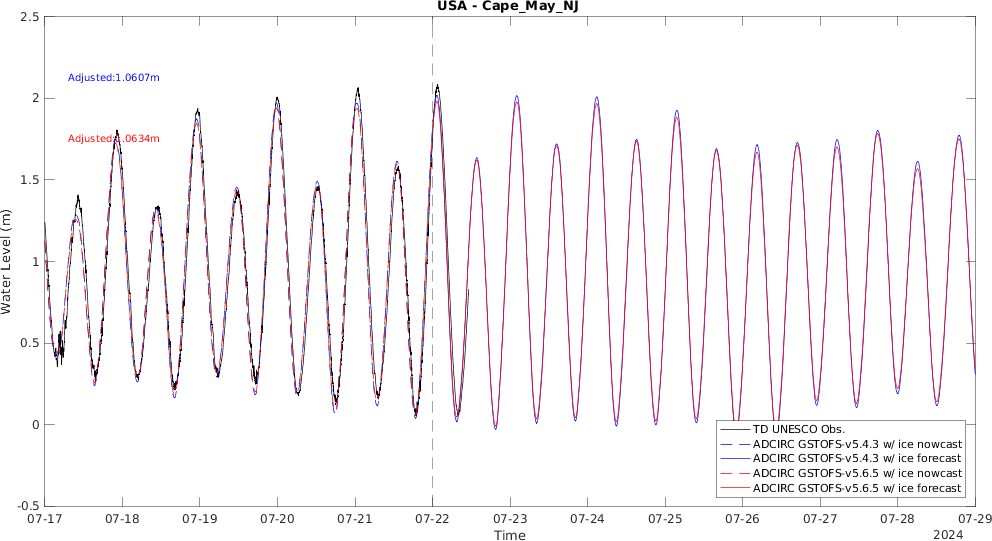 USA - Cape_May_NJ
2.5
2
1.5
1
0.5
0
-0.5
Water Level (m)
Adjusted:1.0607m
Adjusted:1.0634m
TD UNESCO Obs.
ADCIRC GSTOFS-v5.4.3 w/ ice nowcast
ADCIRC GSTOFS-v5.4.3 w/ ice forecast
ADCIRC GSTOFS-v5.6.5 w/ ice nowcast
ADCIRC GSTOFS-v5.6.5 w/ ice forecast
07-17 07-18 07-19 07-20 07-21 07-22 07-23 07-24 07-25 07-26 07-27 07-28 07-29
Time
2024